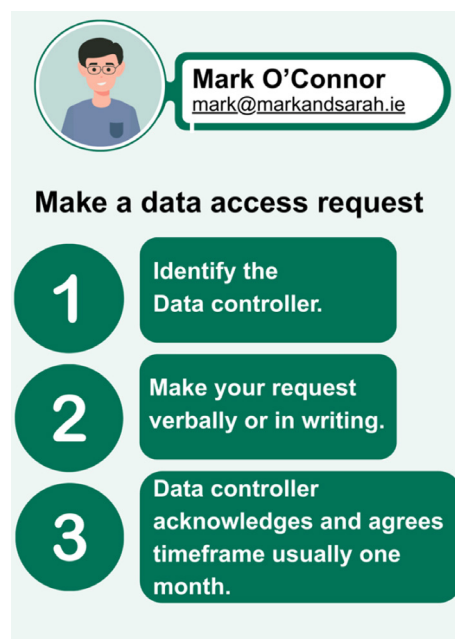 Mark O’Connor
mark@markandsarah.ie
Make a data access request
1
Identify the
Data controller.
2
Make your request
verbally or in writing.
3
Data controller
acknowledges and agrees
timeframe usually one
month.